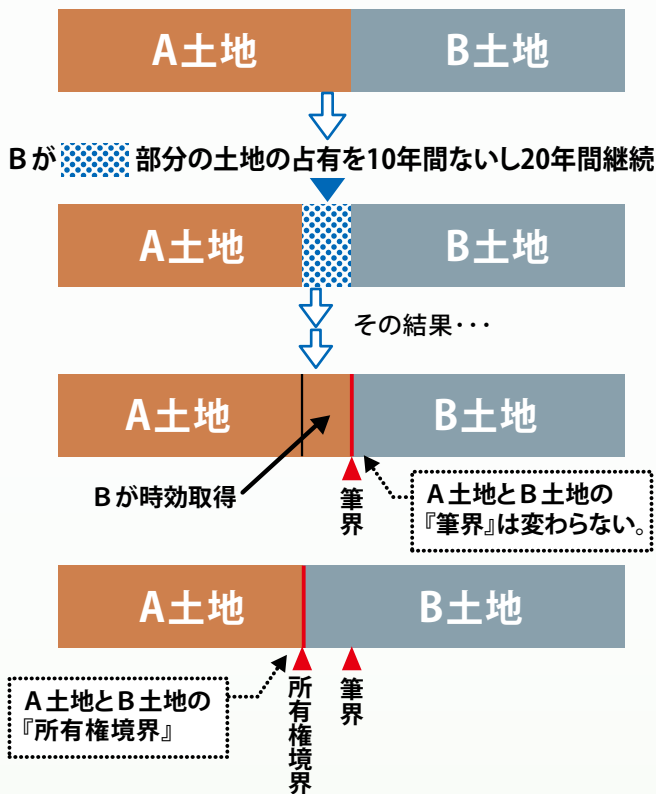 A土地 B土地
Bが 部分の土地の占有を10年間ないし20年間継続
A土地 B土地
その結果･･･
A土地 B土地
Bが時効取得
筆界
A土地とB土地の
『筆界』は変わらない。
A土地 B土地
A土地とB土地の
『所有権境界』
所有権境界
筆界